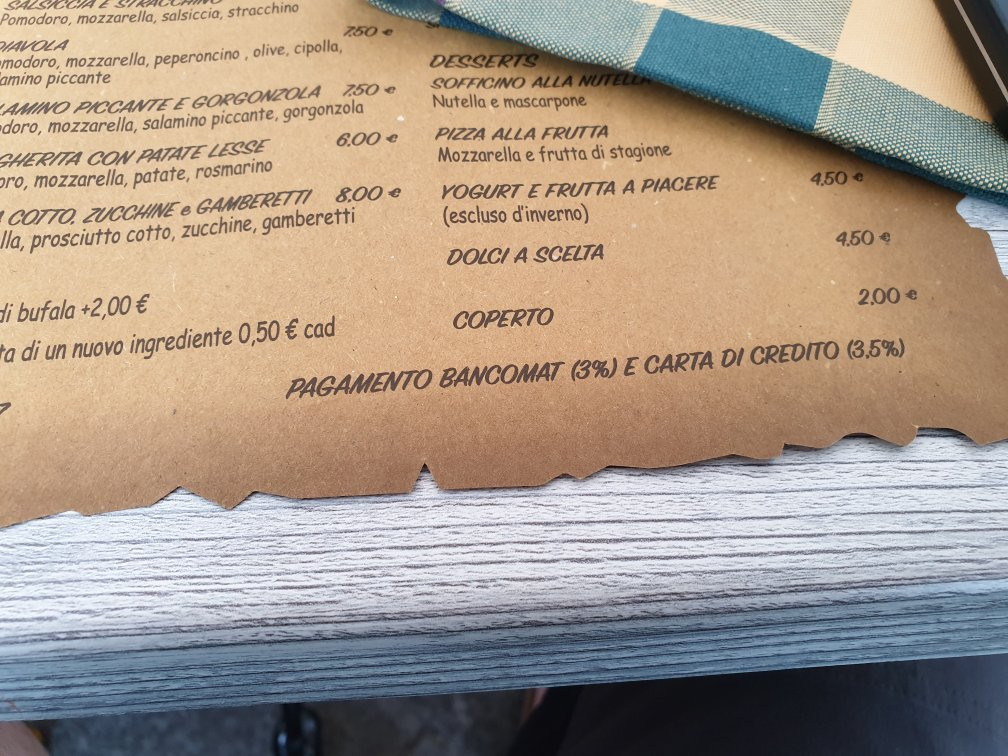 SALSICCIA E STRACCHINO
Pomodoro, mozzarella, salsiccia, stracchino
DIAVOLA 7.50 €
omodoro, mozzarella, peperoncino , olive, cipolla,
lamino piccante
LAMINO PICCANTE E GORGONZOLA 7.50 €
odoro, mozzarella, salamino piccante, gorgonzola
GHERITA CON PATATE LESSE 6.00 €
oro, mozzarella, patate, rosmarino
A COTTO, ZUCCHINE e GAMBERETTI 8.00 €
lla, prosciutto cotto, zucchine, gamberetti
di bufala +2,00 €
ta di un nuovo ingrediente 0,50 € cad
DESSERTS
SOFFICINO ALLA NUTELLA
Nutella e mascarpone
PIZZA ALLA FRUTTA
Mozzarella e frutta di stagione
YOGURT E FRUTTA A PIACERE 4.50 €
(escluso d'inverno)
DOLCI A SCELTA 4.50 €
COPERTO 2.00 €
PAGAMENTO BANCOMAT (3%) E CARTA DI CREDITO (3.5%)